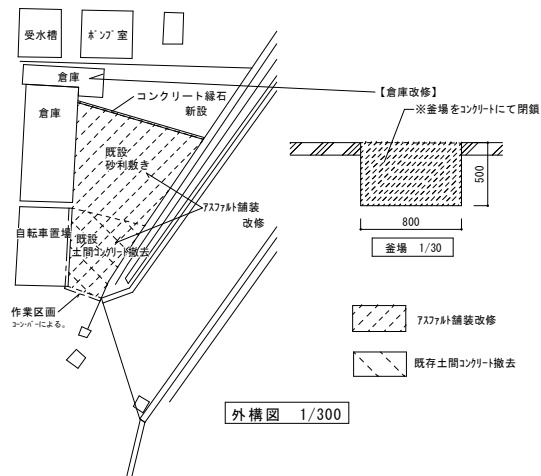 受水槽
ﾎﾟﾝﾌﾟ室
倉庫
倉庫
コンクリート縁石
新設
【倉庫改修】
※釜場をコンクリートにて閉鎖
既設
砂利敷き
ｱｽﾌｧﾙﾄ舗装
改修
自転車置場
既設
土間コンクリート撤去
作業区画
ｺｰﾝ･ﾊﾞｰによる。
500
800
釜場 1/30
ｱｽﾌｧﾙﾄ舗装改修
既存土間コンクリート撤去
外構図 1/300